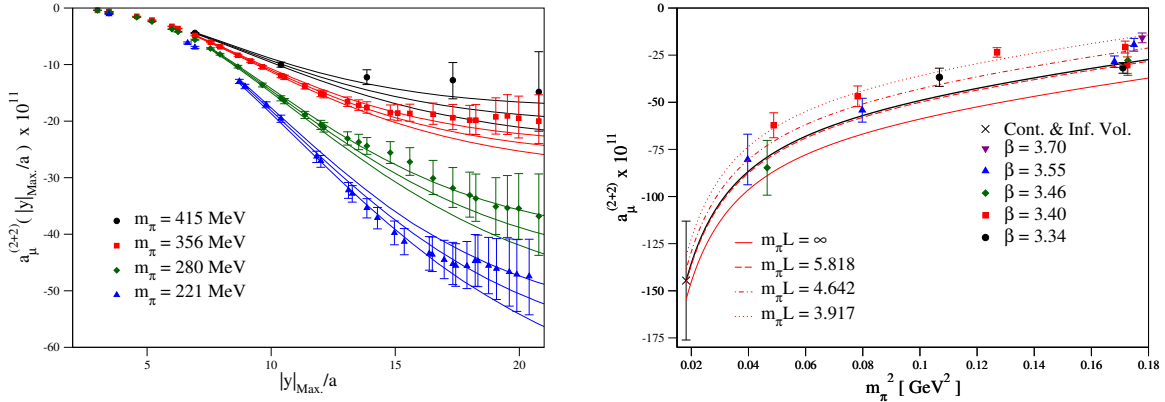 0
-10
-20
-30
-40
-50
-60
5
10
15
20
a_μ^(2+2)( |y|_Max./a ) x 10^11
|y|_Max./a
m_π = 415 MeV
m_π = 356 MeV
m_π = 280 MeV
m_π = 221 MeV
0
-25
-50
-75
-100
-125
-150
-175
0.02
0.04
0.06
0.08
0.1
0.12
0.14
0.16
0.18
a_μ^(2+2) x 10^11
m_π^2 [ GeV^2 ]
m_πL = ∞
m_πL = 5.818
m_πL = 4.642
m_πL = 3.917
Cont. & Inf. Vol.
β = 3.70
β = 3.55
β = 3.46
β = 3.40
β = 3.34